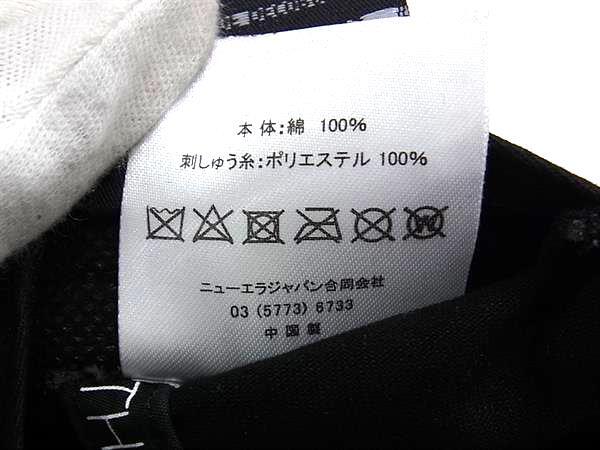 本体:綿 100%
刺しゅう糸:ポリエステル 100%
ニューエラジャパン合同会社
03 (5773) 6733
中国製